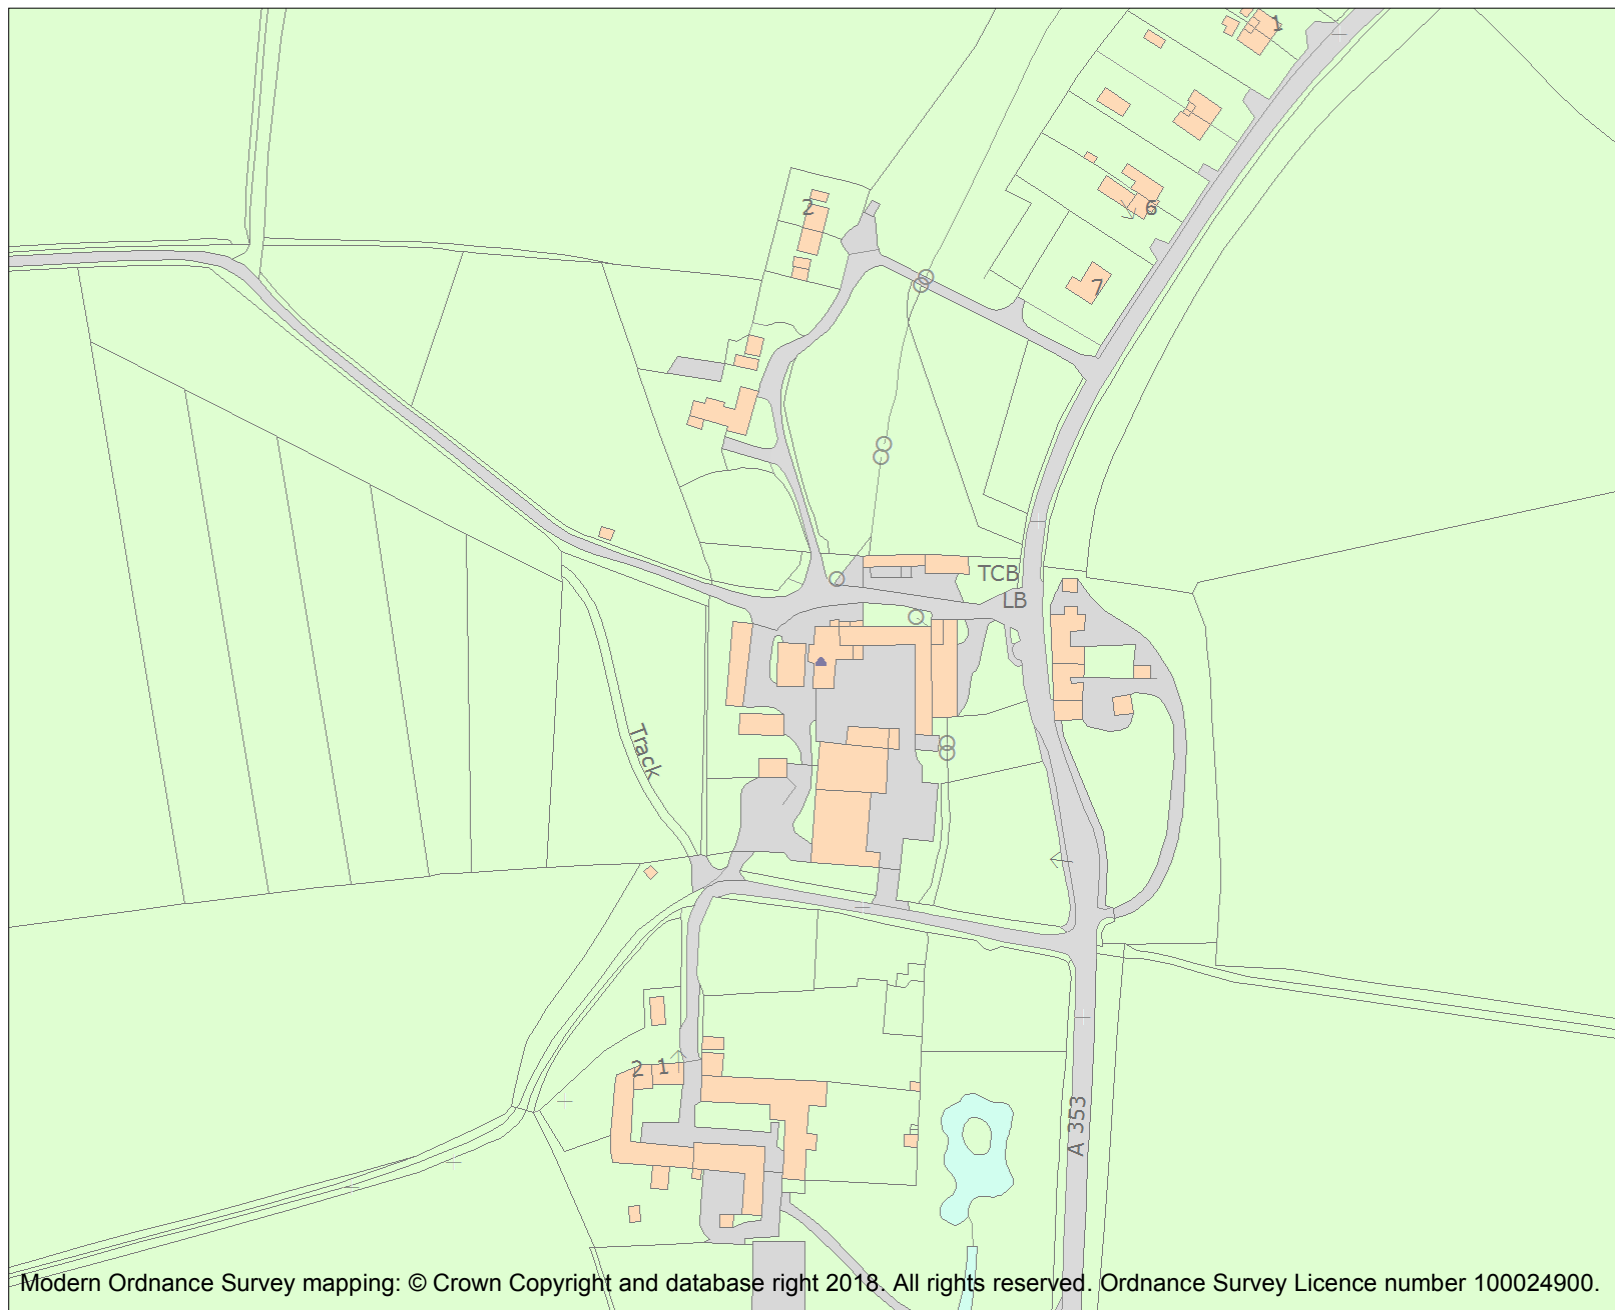 1
2
6
7
TCB
LB
Track
2 1
A 353
Modern Ordnance Survey mapping: © Crown Copyright and database right 2018. All rights reserved. Ordnance Survey Licence number 100024900.